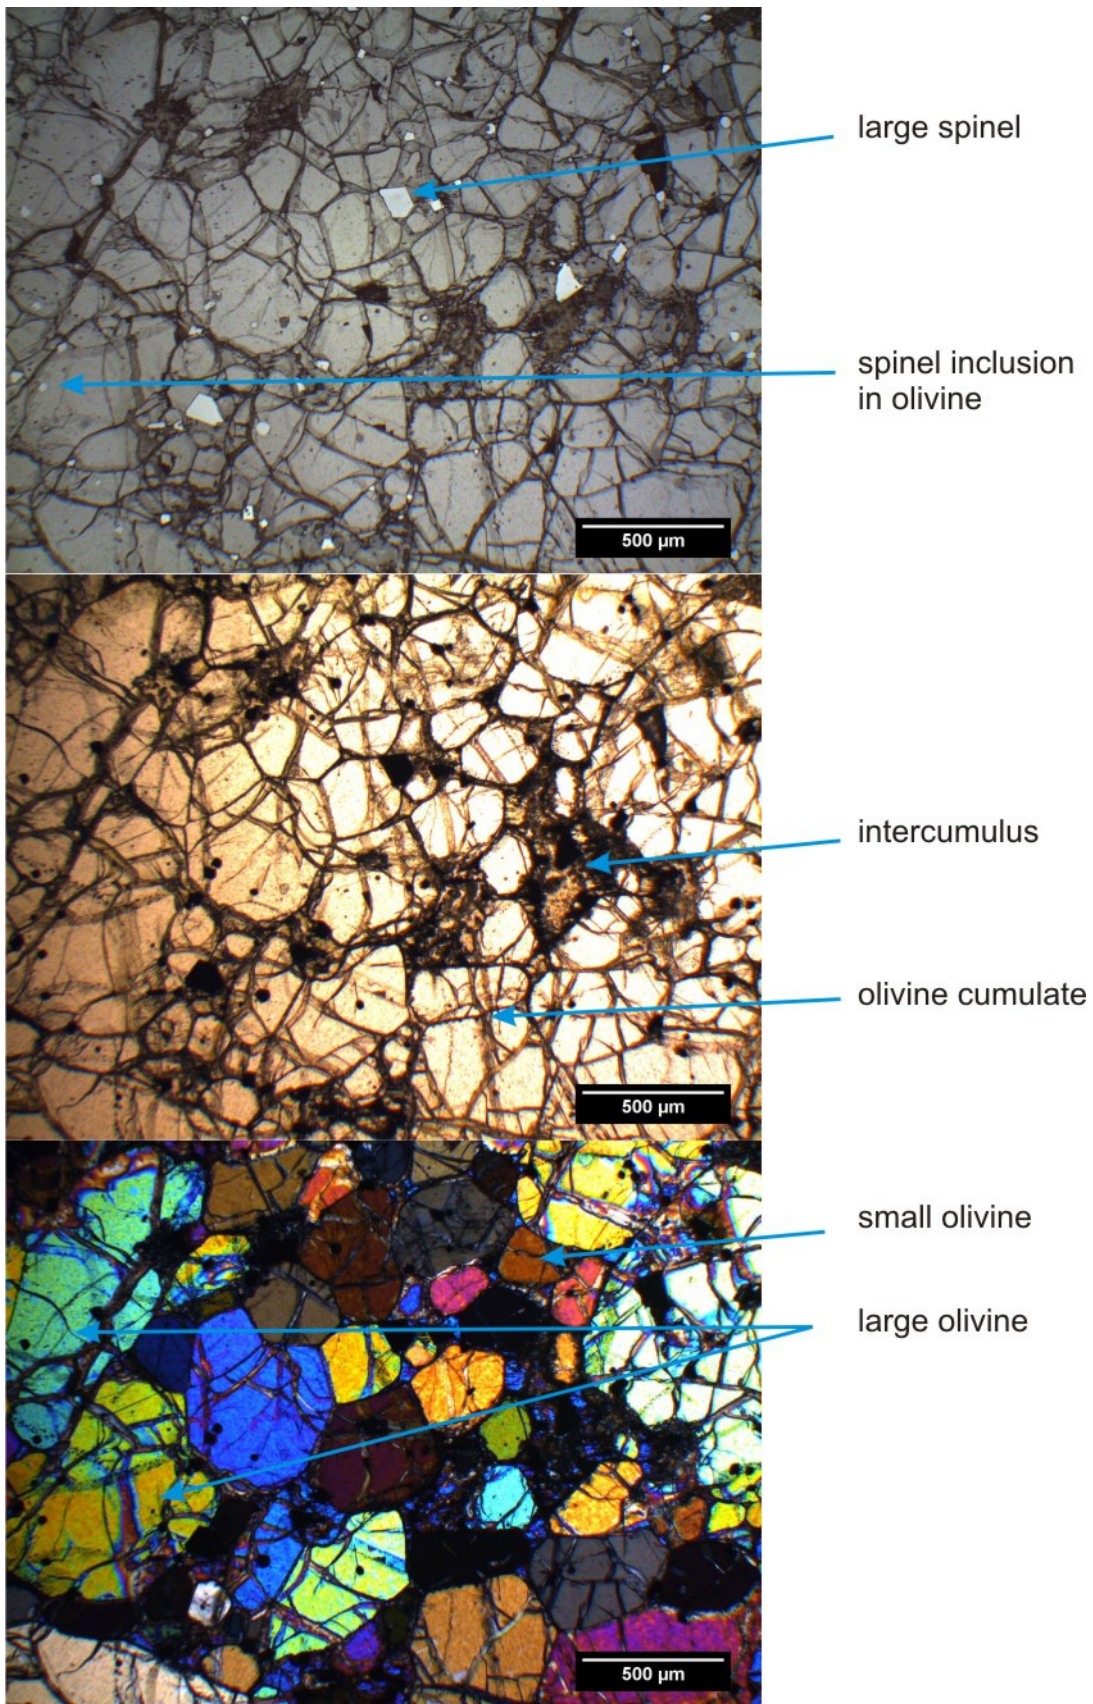 large spinel
spinel inclusion
in olivine
500 µm
intercumulus
olivine cumulate
500 µm
small olivine
large olivine
500 µm